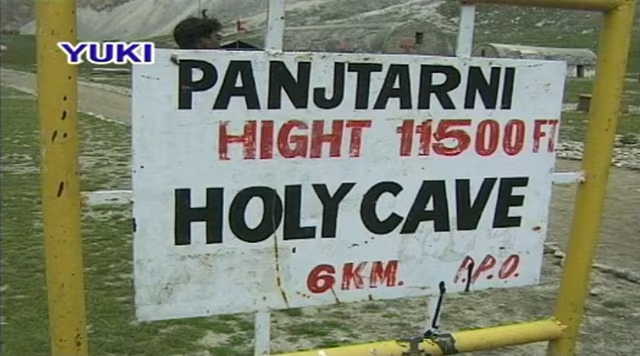 YUKI
PANJTARNI
HIGHT 11500 FT
HOLY CAVE
6 KM. P.P.O.